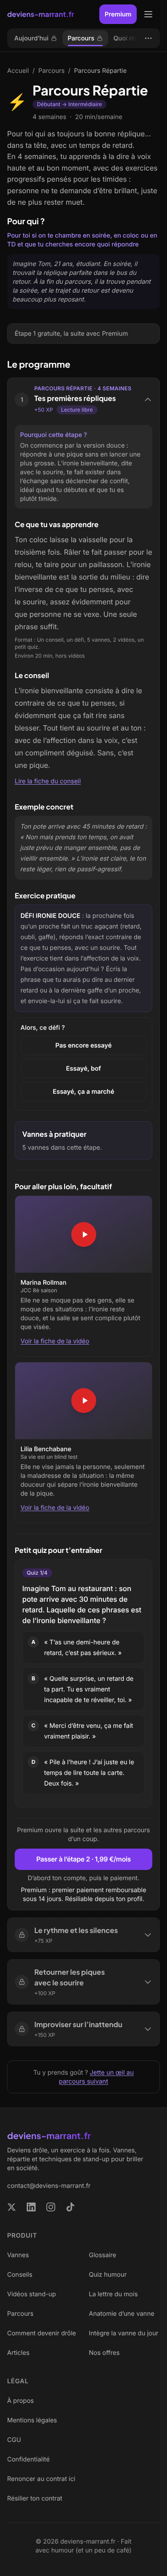 deviens-marrant.fr
Premium
Aujourd'hui
Parcours
Quoi
Accueil / Parcours / Parcours Répartie
Parcours Répartie
Débutant → Intermédiaire
4 semaines · 20 min/semaine
Pour toi qui as toujours la bonne réplique...
dans ton lit, trois heures trop tard.
En 4 semaines, tu apprends à la dire à voix
haute et au bon moment, avec des exercices
de réflexes. Premium te demande d'être
prêt, un minimum : le réveil doit être brillant,
de ne plus rester muet.
Pour qui ?
Pour toi si on te chambre en soirée, en colo ou en
TD et que tu cherches encore quoi répondre
imagine Tom, 21 ans, étudiant. En soirée, il
trouvait la réplique parfaite dans le bus du
retour. À la fin du parcours, il la trouve pendant
la soirée, et le trajet du retour est devenu
beaucoup plus reposant.
Étape 1 gratuite, la suite avec Premium
Le programme
1
PARCOURS RÉPARTIE · 4 SEMAINES
Tes premières répliques
+50 XP
Lecture libre
Pourquoi cette étape ?
On commence par la version douce :
répondre à une pique sans en lancer une
plus grosse. L'ironie bienveillante, dite
avec le sourire, te fait exister dans
l'échange sans déclencher de conflit,
idéal quand tu débutes et que tu es
plutôt timide.
Ce que tu vas apprendre
Ton coloc laisse sa vaisselle pour la
troisième fois. Râler te fait passer pour le
relou, te taire pour un paillasson. L'ironie
bienveillante est la sortie du milieu : dire
l'inverse de ce que tu penses, avec
le sourire, assez évidemment pour
que personne ne se vexe. Une seule
phrase suffit.
Format : Un conseil, un défi, 5 vannes, 2 vidéos, un
petit quiz.
Environ 20 min, hors vidéos
Le conseil
L'ironie bienveillante consiste à dire le
contraire de ce que tu penses, si
évidemment que ça fait rire sans
blesser. Tout tient au sourire et au ton :
avec de l'affection dans la voix, c'est
un compliment déguisé. Sans, c'est
une pique.
Lire la fiche du conseil
Exemple concret
Ton pote arrive avec 45 minutes de retard :
« Mais non t'es pas du tout en retard, on avait
juste prévu de manger ensemble, pas de
vieillir ensemble. » L'ironie est claire, le ton
reste léger, rien de passif-agressif.
Exercice pratique
DÉFI IRONIE DOUCE : la prochaine fois
qu'un proche fait un truc agaçant (retard,
oubli, gaffe), réponds l'exact contraire de
ce que tu penses, avec un sourire. Tout
l'exercice tient dans l'affection de la voix.
Pas d'occasion aujourd'hui ? Écris la
phrase que tu aurais pu dire au dernier
retard ou à la dernière gaffe d'un proche,
et envoie-la-lui si ça le fait sourire.
Alors, ce défi ?
Pas encore essayé
Essayé, bof
Essayé, ça a marché
Vannes à pratiquer
5 vannes dans cette étape.
Pour aller plus loin, facultatif
Marina Rollman
JCC 8è saison
Elle ne se moque pas des gens, elle se
moque des situations : l'ironie reste
douce, et la salle se sent complice plutôt
que visée.
Voir la fiche de la vidéo
Lilia Benchabane
Sa vie est un blind test
Elle ne vise jamais la personne, seulement
la maladresse de la situation : la même
douceur qui sépare l'ironie bienveillante
de la pique.
Voir la fiche de la vidéo
Petit quiz pour t'entraîner
Quiz 1/4
Imagine Tom au restaurant : son
pote arrive avec 30 minutes de
retard. Laquelle de ces phrases est
de l'ironie bienveillante ?
A
« T'as une demi-heure de
retard, c'est pas sérieux. »
B
« Quelle surprise, un retard de
ta part. Tu es vraiment
incapable de te réveiller, toi. »
C
« Merci d'être venu, ça me fait
vraiment plaisir. »
D
« Pile à l'heure ! J'ai juste eu le
temps de lire toute la carte.
Deux fois. »
Premium ouvre la suite et les autres parcours
d'un coup.
Passer à l'étape 2 · 1,99 €/mois
D'abord ton compte, puis le paiement.
Premium : premier paiement remboursable
sous 14 jours. Résiliable depuis ton profil.
Le rythme et les silences
+75 XP
Retourner les piques
avec le sourire
+100 XP
Improviser sur l'inattendu
+150 XP
Tu y prends goût ? Jette un œil au
parcours suivant
deviens-marrant.fr
Deviens drôle, un exercice à la fois. Vannes,
répartie et techniques de stand-up pour briller
en société.
contact@deviens-marrant.fr
PRODUIT
Vannes
Glossaire
Conseils
Quiz humour
Vidéos stand-up
La lettre du mois
Parcours
Anatomie d'une vanne
Comment devenir drôle
Intègre la vanne du jour
Articles
Nos offres
LÉGAL
À propos
Mentions légales
CGU
Confidentialité
Renoncer au contrat ici
Résilier ton contrat
© 2026 deviens-marrant.fr · Fait
avec humour (et un peu de café)